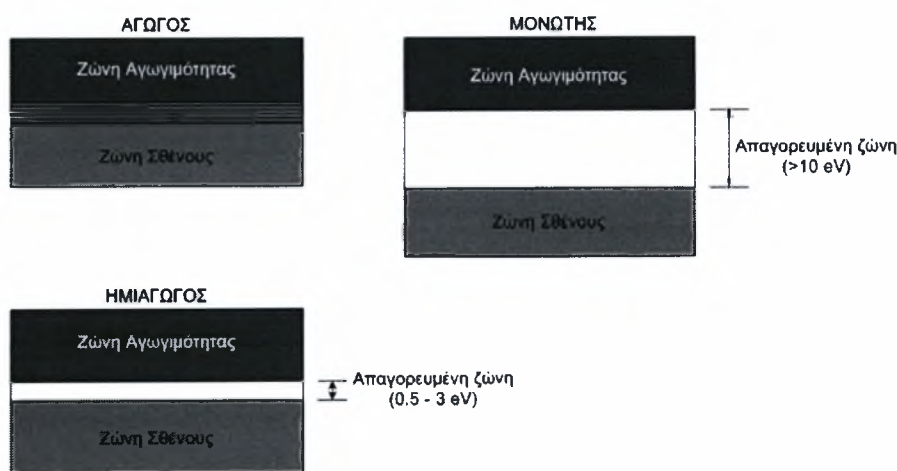 ΑΓΩΓΟΣ
Ζώνη Αγωγιμότητας
Ζώνη Σθένους
ΜΟΝΩΤΗΣ
Ζώνη Αγωγιμότητας
Απαγορευμένη ζώνη
(>10 eV)
Ζώνη Σθένους
ΗΜΙΑΓΩΓΟΣ
Ζώνη Αγωγιμότητας
Απαγορευμένη ζώνη
(0.5 - 3 eV)
Ζώνη Σθένους